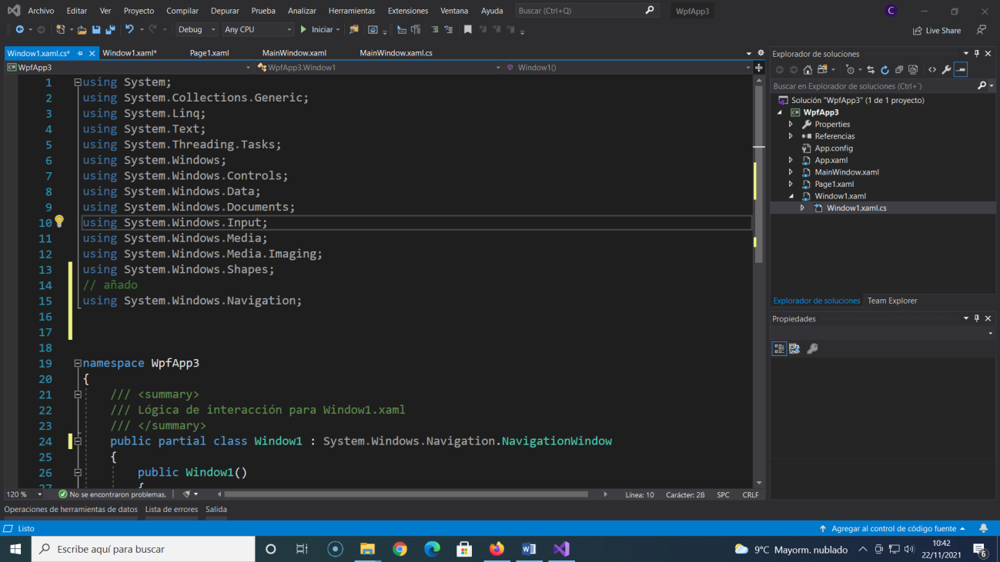 Archivo Editar Ver Proyecto Compilar Depurar Prueba Analizar Herramientas Extensiones Ventana Ayuda Buscar (Ctrl+Q) WpfApp3 C
Debug Any CPU Iniciar Live Share
Window1.xaml.cs* Window1.xaml* Page1.xaml MainWindow.xaml MainWindow.xaml.cs
WpfApp3 WpfApp3.Window1 Window1()
1 using System;
2 using System.Collections.Generic;
3 using System.Linq;
4 using System.Text;
5 using System.Threading.Tasks;
6 using System.Windows;
7 using System.Windows.Controls;
8 using System.Windows.Data;
9 using System.Windows.Documents;
10 using System.Windows.Input;
11 using System.Windows.Media;
12 using System.Windows.Media.Imaging;
13 using System.Windows.Shapes;
14 // añado
15 using System.Windows.Navigation;
16
17
18
19 namespace WpfApp3
20 {
21 /// <summary>
22 /// Lógica de interacción para Window1.xaml
23 /// </summary>
24 public partial class Window1 : System.Windows.Navigation.NavigationWindow
25 {
26 public Window1()
27 {
120 % No se encontraron problemas. Línea: 10 Carácter: 28 SPC CRLF
Explorador de soluciones
Buscar en Explorador de soluciones (Ctrl+`)
Solución "WpfApp3" (1 de 1 proyecto)
WpfApp3
Properties
Referencias
App.config
App.xaml
MainWindow.xaml
Page1.xaml
Window1.xaml
Window1.xaml.cs
Explorador de soluciones Team Explorer
Propiedades
Operaciones de herramientas de datos Lista de errores Salida
Listo Agregar al control de código fuente
Escribe aquí para buscar 9°C Mayorm. nublado 10:42
22/11/2021 6